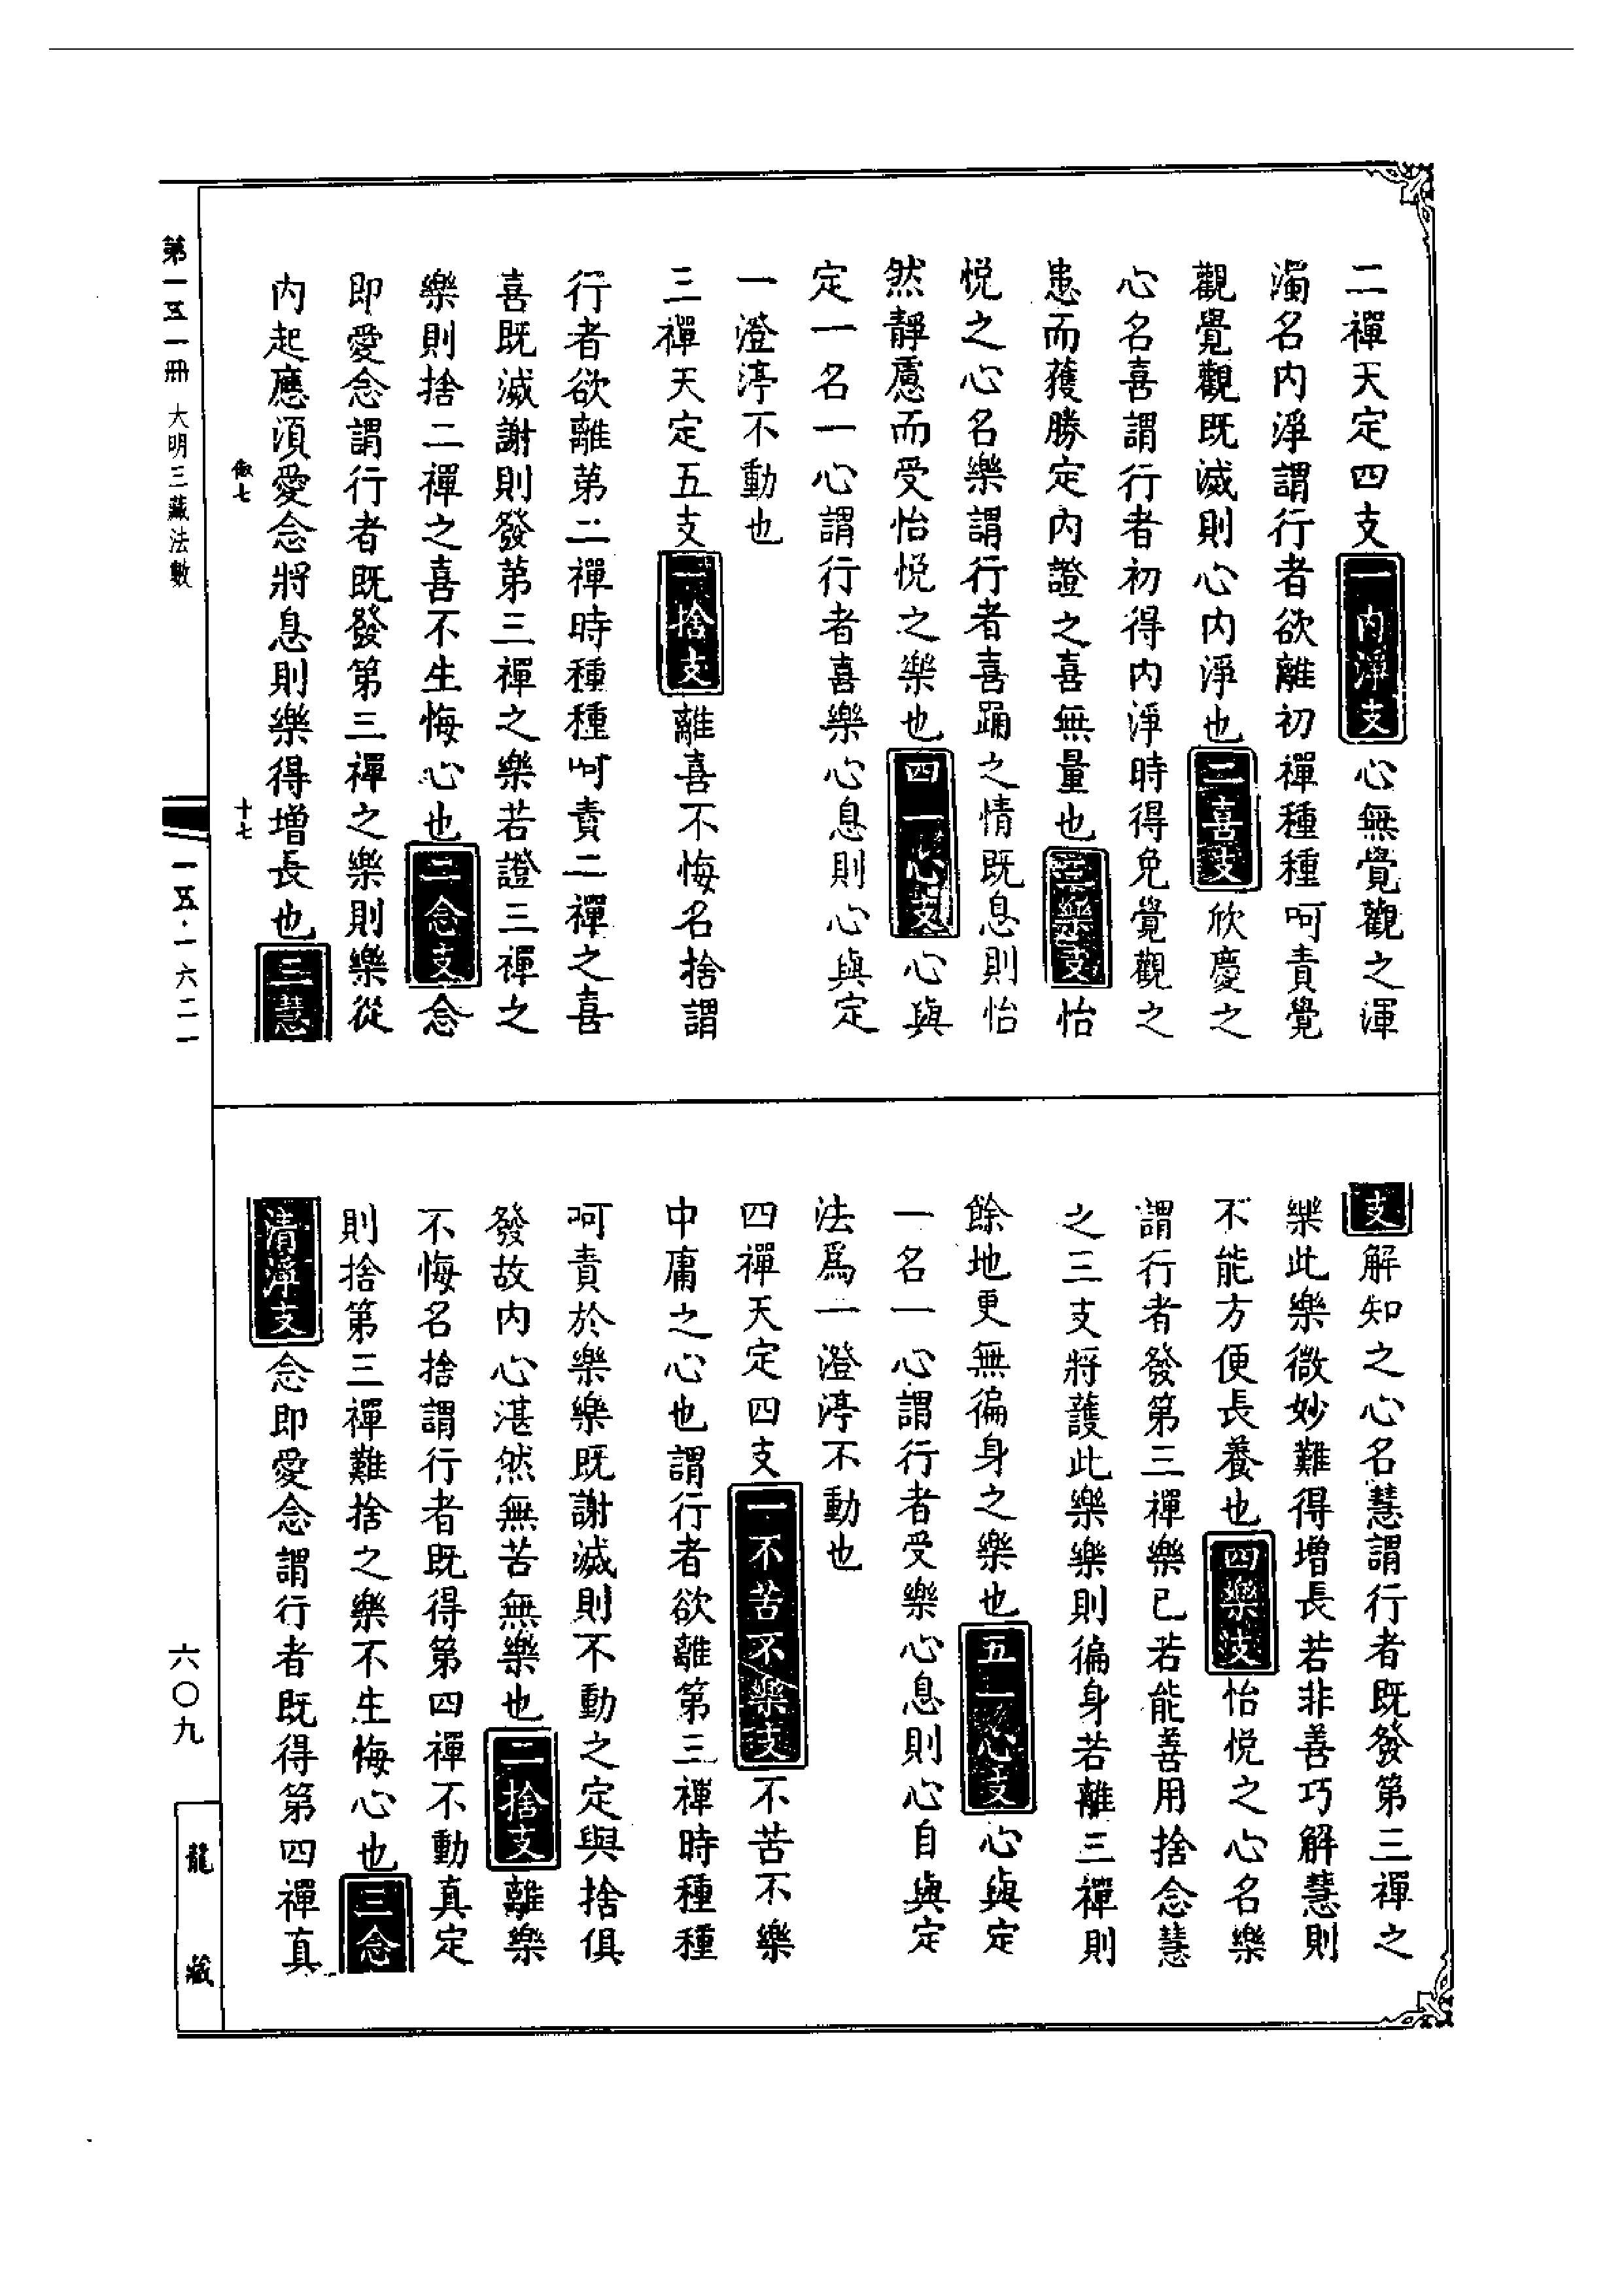 二禪天定四支一內淨支心無覺觀之渾
濁名內淨謂行者欲離初禪種種呵責覺
觀覺觀既滅則心內淨也二喜支欣慶之
心名喜謂行者初得內淨時得免覺觀之
患而獲勝定內證之喜無量也三樂支怡
悅之心名樂謂行者喜踊之情既息則怡
然靜慮而受怡悅之樂也四一心支心與
定一名一心謂行者喜樂心息則心與定
一澄渟不動也
三禪天定五支一捨支離喜不悔名捨謂
行者欲離第二禪時種種呵責二禪之喜
喜既滅謝則發第三禪之樂若證三禪之
樂則捨二禪之喜不生悔心也二念支念
即愛念謂行者既發第三禪之樂則樂從
內起應須愛念將息則樂得增長也三慧
支解知之心名慧謂行者既發第三禪之
樂此樂微妙難得增長若非善巧解慧則
不能方便長養也四樂支怡悅之心名樂
謂行者發第三禪樂已若能善用捨念慧
之三支將護此樂樂則徧身若離三禪則
餘地更無徧身之樂也五一心支心與定
一名一心謂行者受樂心息則心自與定
法為一澄渟不動也
四禪天定四支一不苦不樂支不苦不樂
中庸之心也謂行者欲離第三禪時種種
呵責於樂樂既謝滅則不動之定與捨俱
發故內心湛然無苦無樂也二捨支離樂
不悔名捨謂行者既得第四禪不動真定
則捨第三禪難捨之樂不生悔心也三念
清淨支念即愛念謂行者既得第四禪真
第一五一冊 大明三藏法數
十七
一五·一六二一
六〇九
龍藏